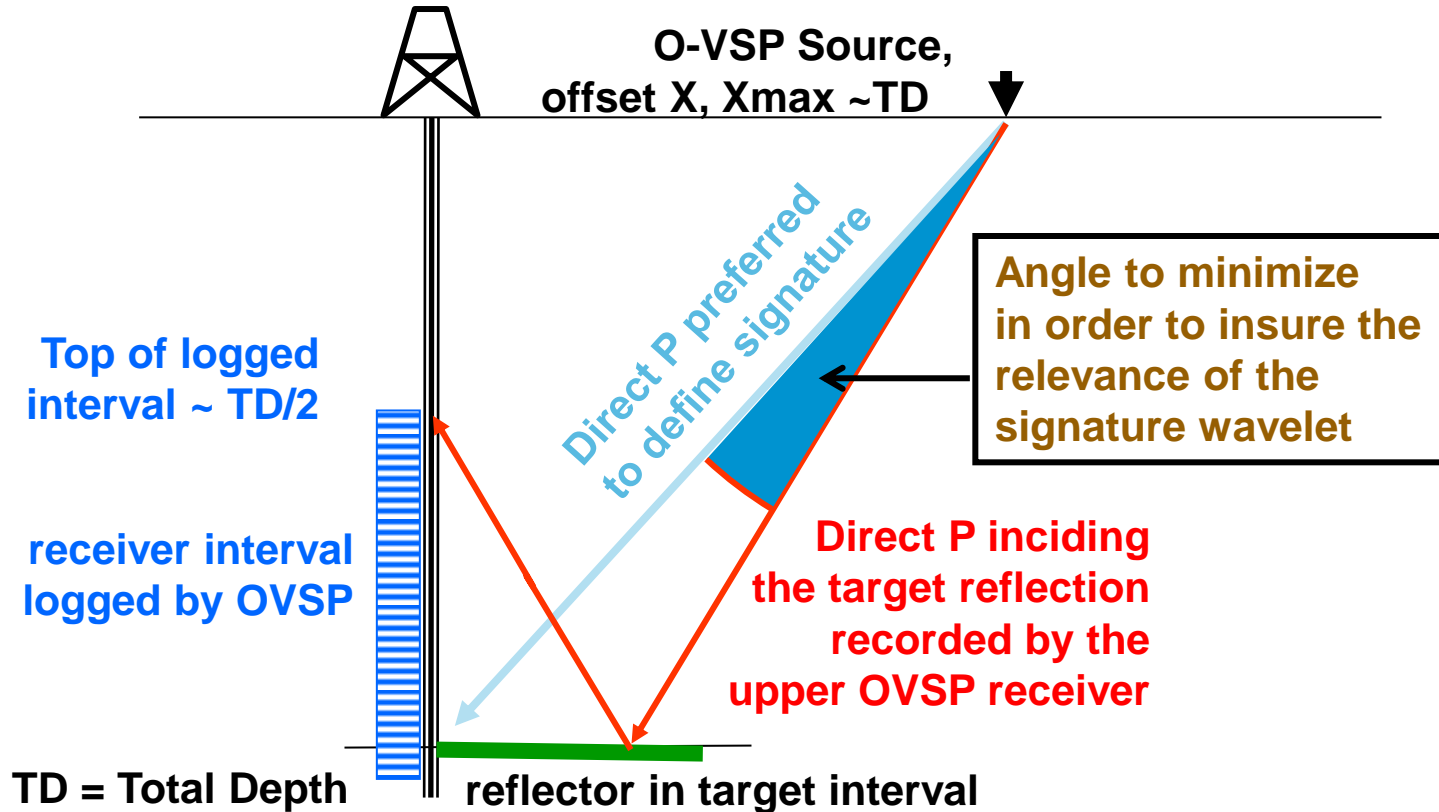 O-VSP Source,
offset X, Xmax ~TD
Direct P preferred
to define signature
Angle to minimize
in order to insure the
relevance of the
signature wavelet
Top of logged
interval ~ TD/2
receiver interval
logged by OVSP
Direct P inciding
the target reflection
recorded by the
upper OVSP receiver
TD = Total Depth
reflector in target interval